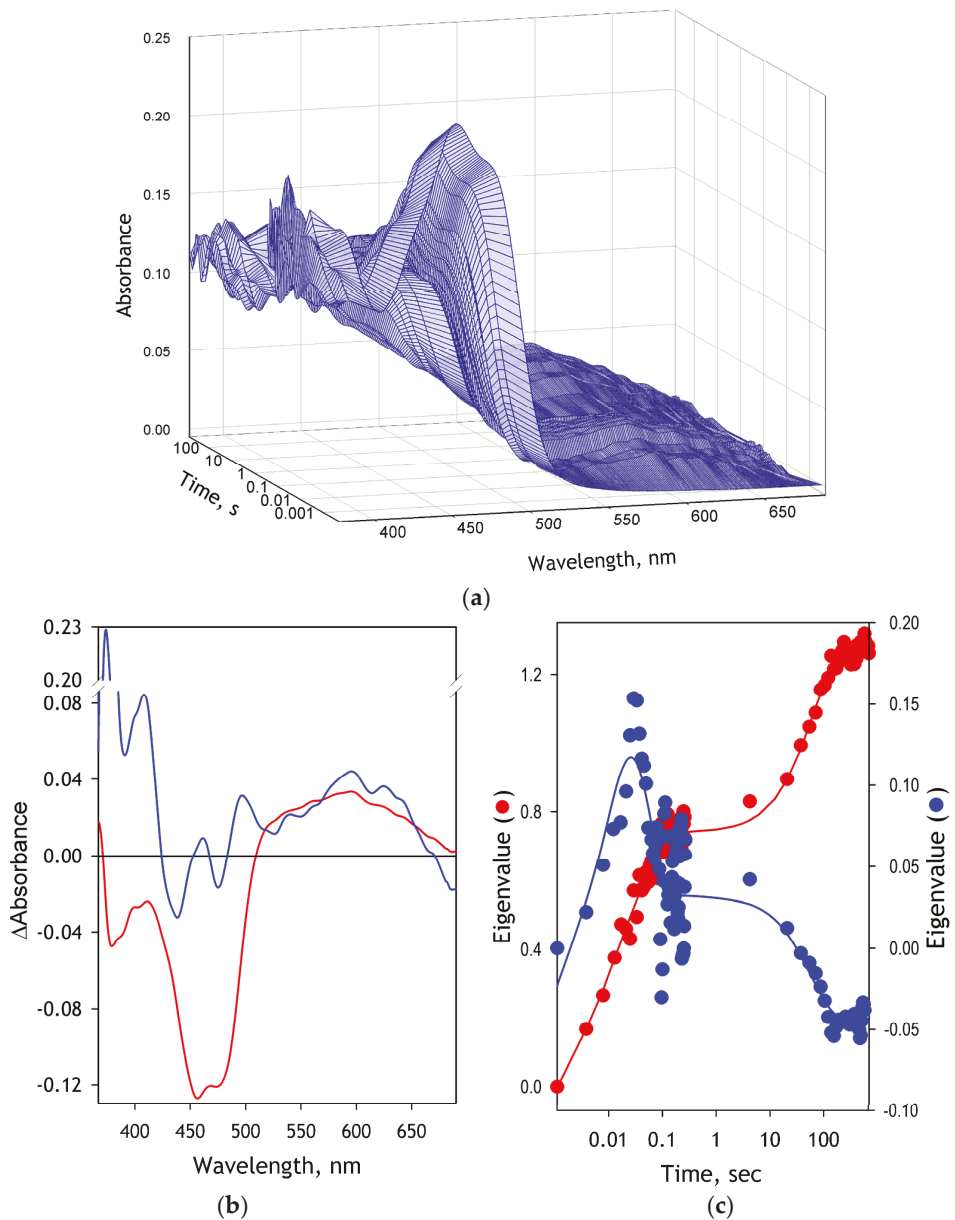 0.25
0.20
0.15
0.10
0.05
0.00
Absorbance
100
10
1
0.1
0.01
0.001
Time, s
400
450
500
550
600
650
Wavelength, nm
(a)
0.23
0.20
0.08
0.04
0.00
-0.04
-0.08
-0.12
ΔAbsorbance
400 450 500 550 600 650
Wavelength, nm
(b)
1.2
0.8
0.4
0.0
Eigenvalue (●)
0.20
0.15
0.10
0.05
0.00
-0.05
-0.10
Eigenvalue (●)
0.01 0.1 1 10 100
Time, sec
(c)